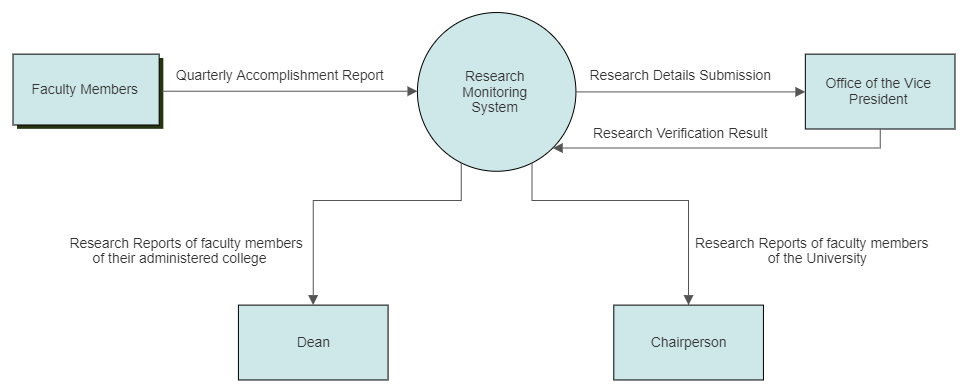 Faculty Members
Quarterly Accomplishment Report
Research
Monitoring
System
Research Details Submission
Office of the Vice
President
Research Verification Result
Research Reports of faculty members
of their administered college
Research Reports of faculty members
of the University
Dean
Chairperson